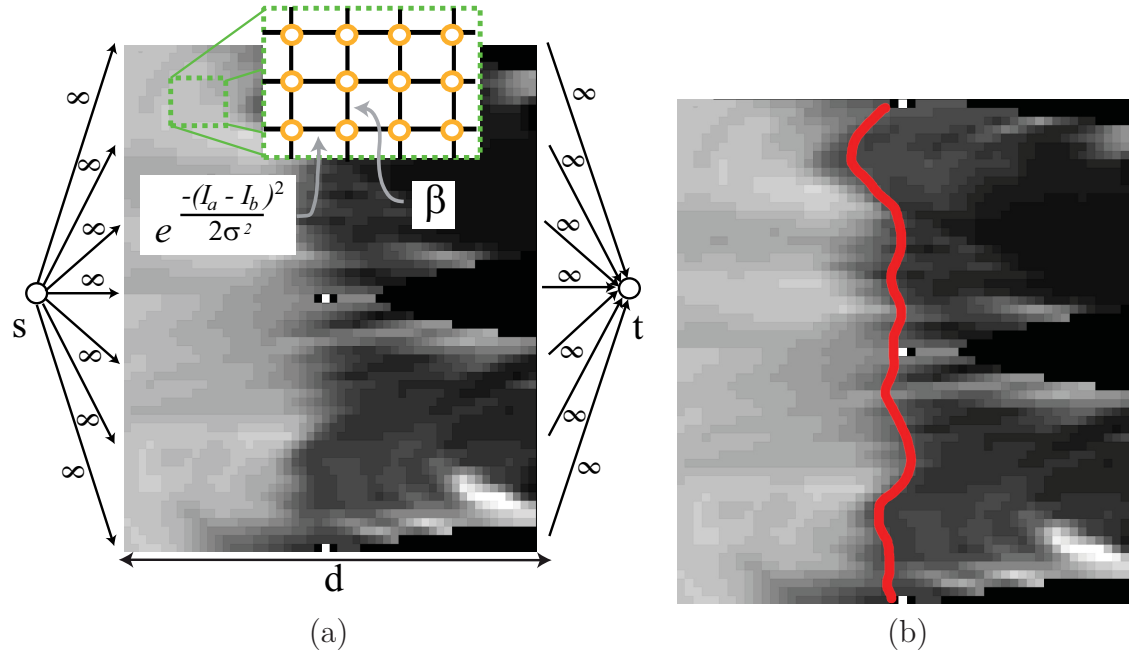 ∞
∞
∞
∞
∞
∞
∞
s
e^{-(I_a - I_b)^2 / 2σ^2}
β
∞
∞
∞
∞
∞
∞
∞
t
d
(a)
(b)